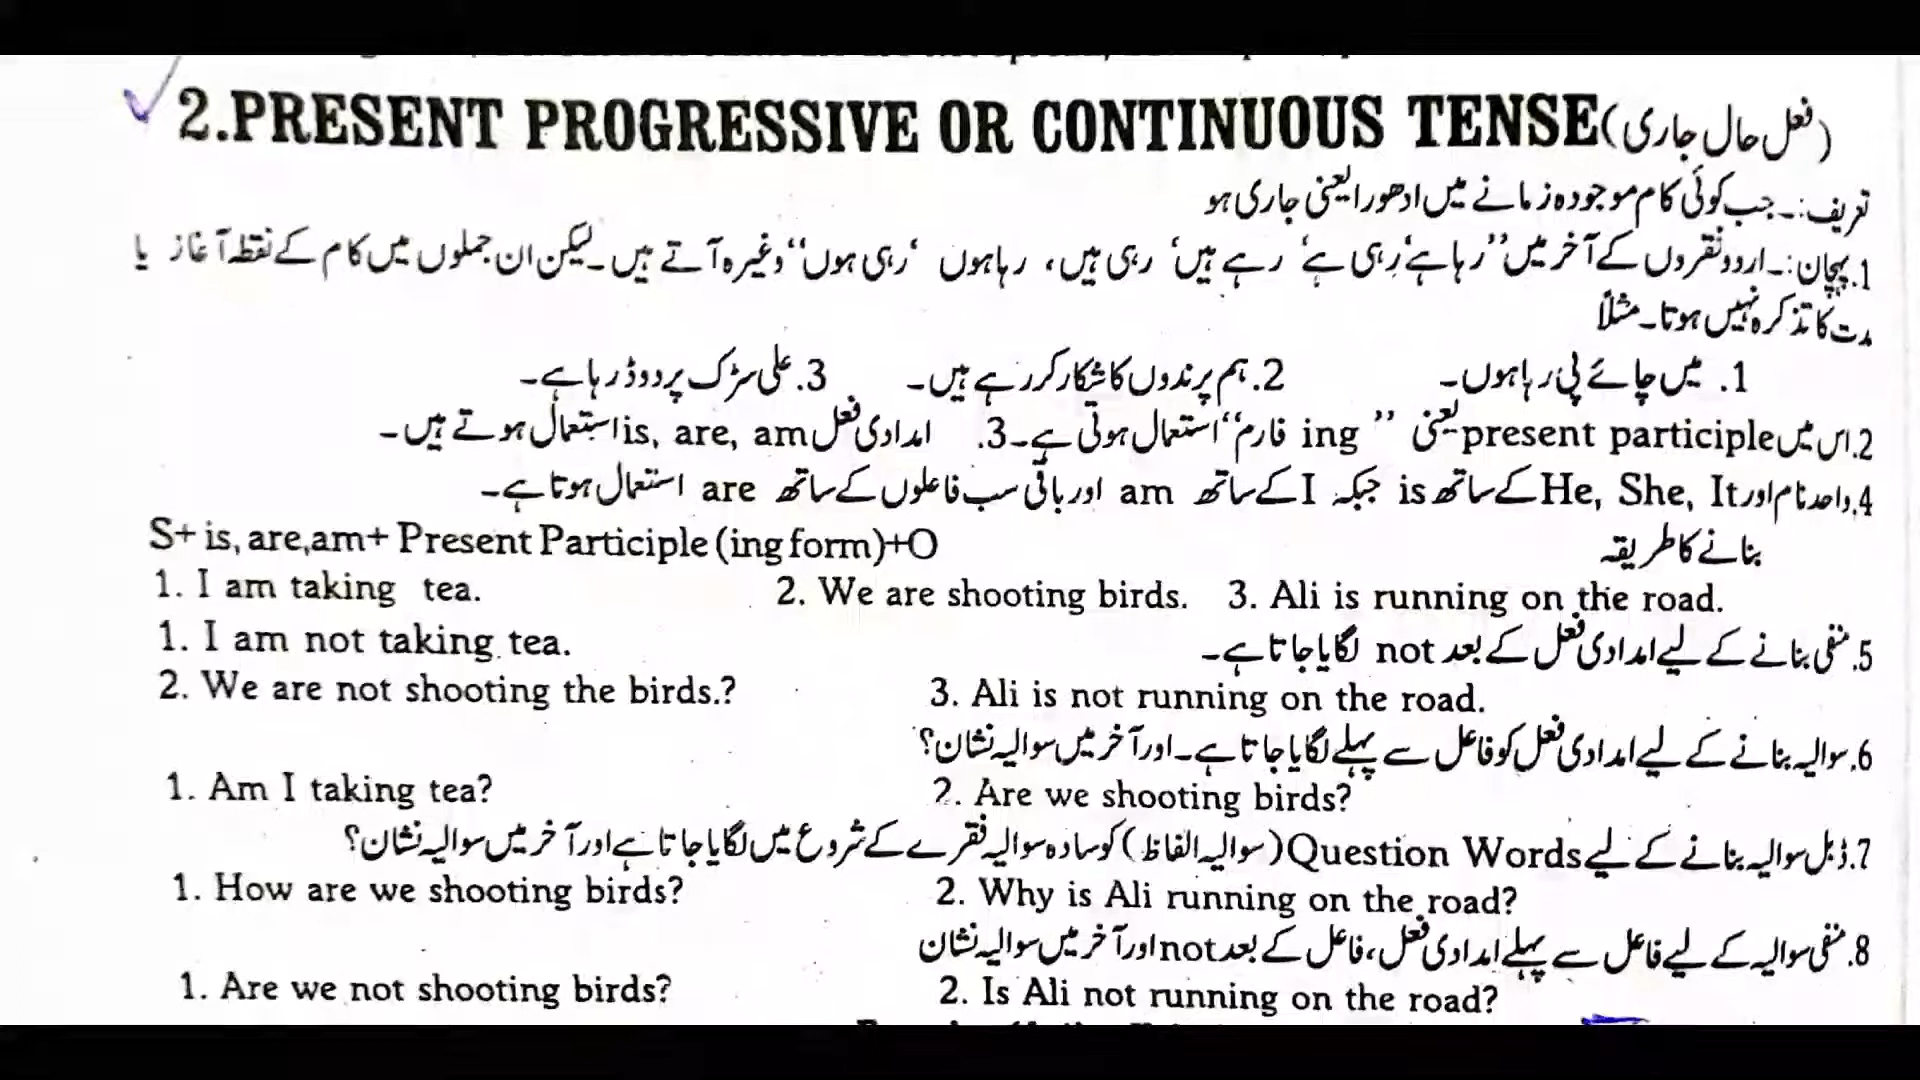 2.PRESENT PROGRESSIVE OR CONTINUOUS TENSE(فعل حال جاری)
تعریف:۔ جب کوئی کام موجودہ زمانے میں ادھورا یعنی جاری ہو
1. پہچان:۔ اردو فقروں کے آخر میں ”رہا ہے‘ رہی ہے‘ رہے ہیں‘ رہی ہیں، رہا ہوں ‘رہی ہوں“ وغیرہ آتے ہیں۔ لیکن ان جملوں میں کام کے نقطہ آغاز یا
مدت کا تذکرہ نہیں ہوتا۔ مثلاً
1. میں چائے پی رہا ہوں۔ 2. ہم پرندوں کا شکار کر رہے ہیں۔ 3. علی سڑک پر دوڑ رہا ہے۔
2. اس میں present participle یعنی ” ing فارم“ استعمال ہوتی ہے۔ 3. امدادی فعل is, are, am استعمال ہوتے ہیں۔
4. واحد نام اور He, She, It کے ساتھ is جبکہ I کے ساتھ am اور باقی سب فاعلوں کے ساتھ are استعمال ہوتا ہے۔
بنانے کا طریقہ S+ is, are,am+ Present Participle (ing form)+O
1. I am taking tea. 2. We are shooting birds. 3. Ali is running on the road.
5. منفی بنانے کے لیے امدادی فعل کے بعد not لگایا جاتا ہے۔ 1. I am not taking tea.
2. We are not shooting the birds.? 3. Ali is not running on the road.
6. سوالیہ بنانے کے لیے امدادی فعل کو فاعل سے پہلے لگایا جاتا ہے۔ اور آخر میں سوالیہ نشان؟
1. Am I taking tea? 2. Are we shooting birds?
7. ڈبل سوالیہ بنانے کے لیے Question Words (سوالیہ الفاظ) کو سادہ سوالیہ فقرے کے شروع میں لگایا جاتا ہے اور آخر میں سوالیہ نشان؟
1. How are we shooting birds? 2. Why is Ali running on the road?
8. منفی سوالیہ کے لیے فاعل سے پہلے امدادی فعل، فاعل کے بعد not اور آخر میں سوالیہ نشان
1. Are we not shooting birds? 2. Is Ali not running on the road?